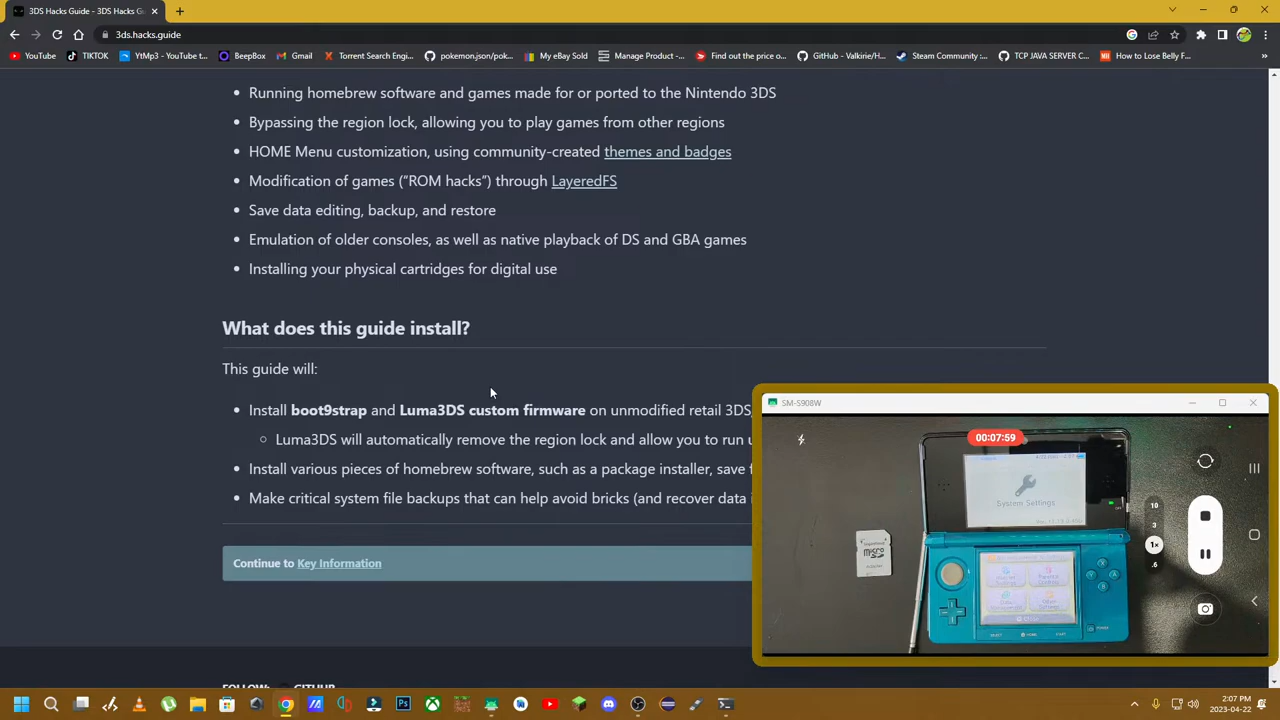 3DS Hacks Guide - 3DS Hacks G
3ds.hacks.guide
YouTube
TIKTOK
YtMp3 - YouTube t...
BeepBox
Gmail
Torrent Search Engi...
pokemon.json/pok...
My eBay Sold
Manage Product -...
Find out the price o...
GitHub - Valkirie/H...
Steam Community :...
TCP JAVA SERVER C...
How to Lose Belly F...
»
Running homebrew software and games made for or ported to the Nintendo 3DS
Bypassing the region lock, allowing you to play games from other regions
HOME Menu customization, using community-created themes and badges
Modification of games (“ROM hacks”) through LayeredFS
Save data editing, backup, and restore
Emulation of older consoles, as well as native playback of DS and GBA games
Installing your physical cartridges for digital use
What does this guide install?
This guide will:
Install boot9strap and Luma3DS custom firmware on unmodified retail 3DS,
Luma3DS will automatically remove the region lock and allow you to run u
Install various pieces of homebrew software, such as a package installer, save f
Make critical system file backups that can help avoid bricks (and recover data i
Continue to Key Information
FOLLOW: GITHUB
SM-S908W
00:07:59
System Settings
micro
10
3
1×
.6
SELECT
HOME
START
POWER
X
Y
A
B
2:07 PM
2023-04-22